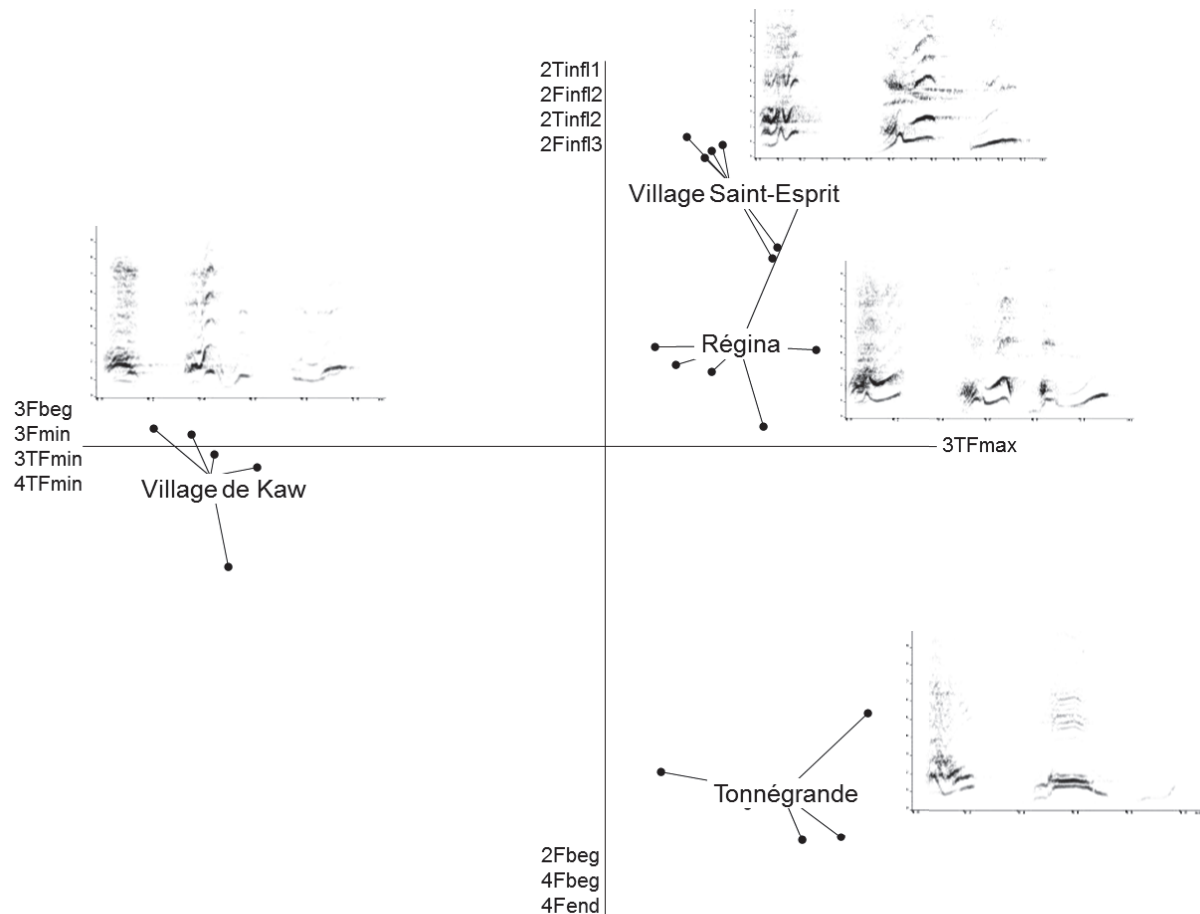 2Tinfl1
2Finfl2
2Tinfl2
2Finfl3
Village Saint-Esprit
Régina
3Fbeg
3Fmin
3TFmin
4TFmin
3TFmax
Village de Kaw
Tonnégrande
2Fbeg
4Fbeg
4Fend